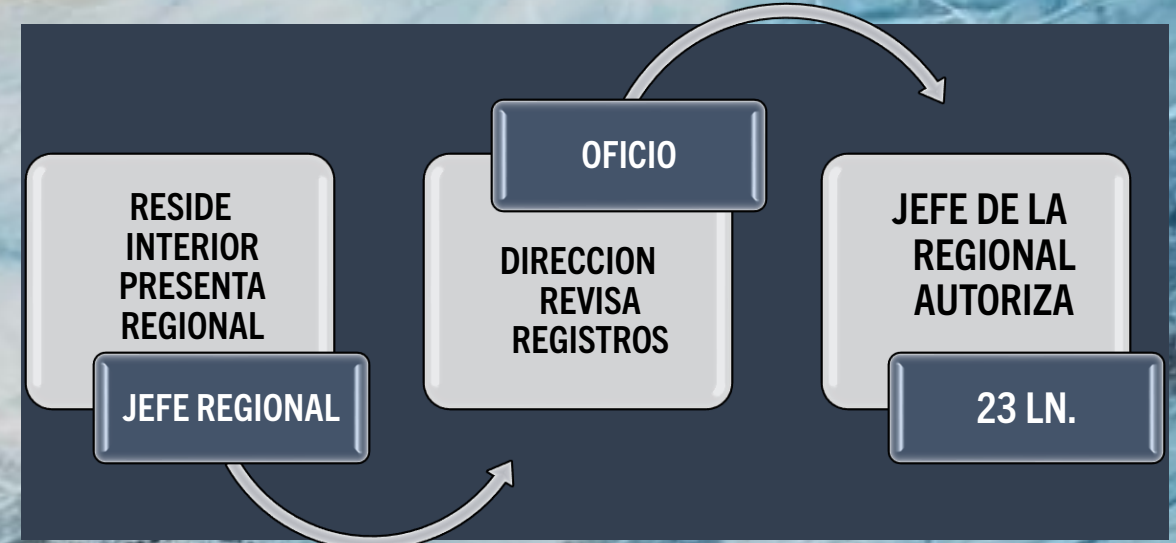 RESIDE
INTERIOR
PRESENTA
REGIONAL
JEFE REGIONAL
OFICIO
DIRECCION
REVISA
REGISTROS
JEFE DE LA
REGIONAL
AUTORIZA
23 LN.